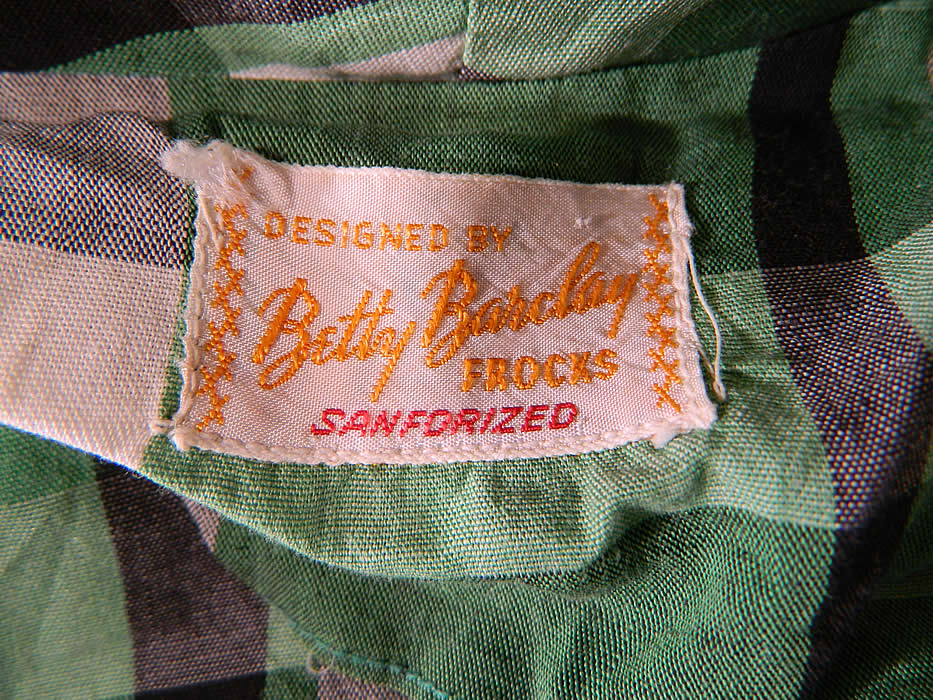 DESIGNED BY
Betty Barclay
FROCKS
SANFORIZED